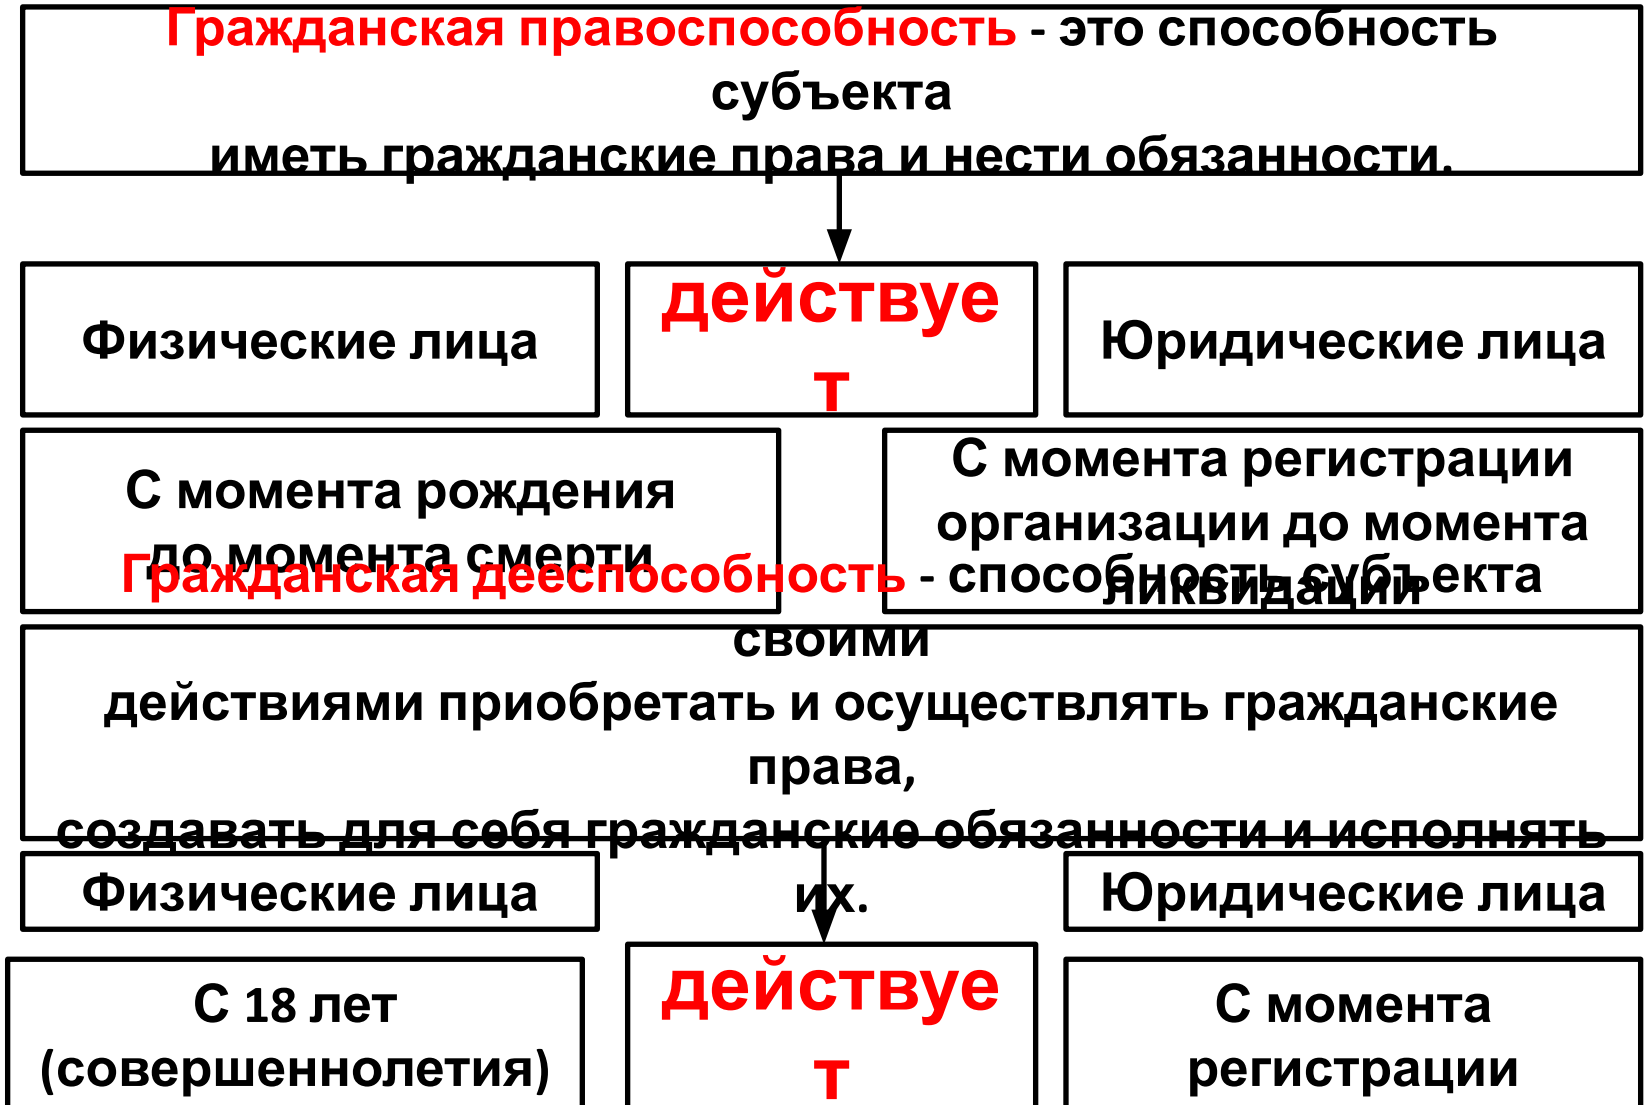 Гражданская правоспособность - это способность
субъекта
иметь гражданские права и нести обязанности.
Физические лица
действуе
т
Юридические лица
С момента рождения
до момента смерти
С момента регистрации
организации до момента
ликвидации
Гражданская дееспособность - способность субъекта
своими
действиями приобретать и осуществлять гражданские
права,
создавать для себя гражданские обязанности и исполнять
их.
Физические лица
Юридические лица
С 18 лет
(совершеннолетия)
действуе
т
С момента
регистрации